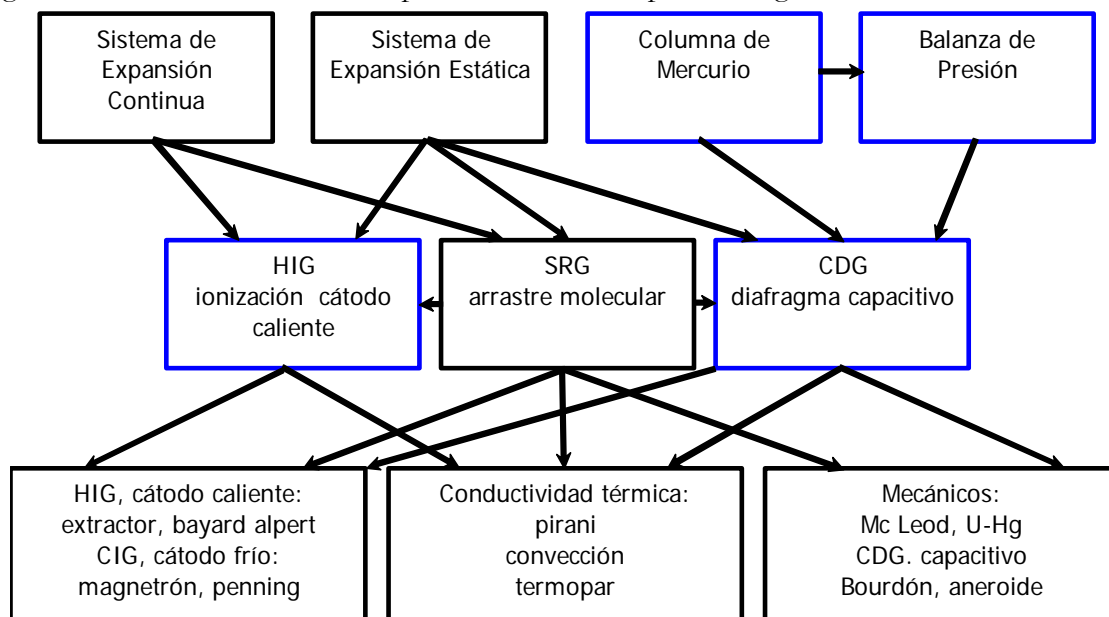 Sistema de
Expansión
Continua
Sistema de
Expansión Estática
Columna de
Mercurio
Balanza de
Presión
HIG
ionización cátodo
caliente
SRG
arrastre molecular
CDG
diafragma capacitivo
HIG, cátodo caliente:
extractor, bayard alpert
CIG, cátodo frío:
magnetrón, penning
Conductividad térmica:
pirani
convección
termopar
Mecánicos:
Mc Leod, U-Hg
CDG. capacitivo
Bourdón, aneroide